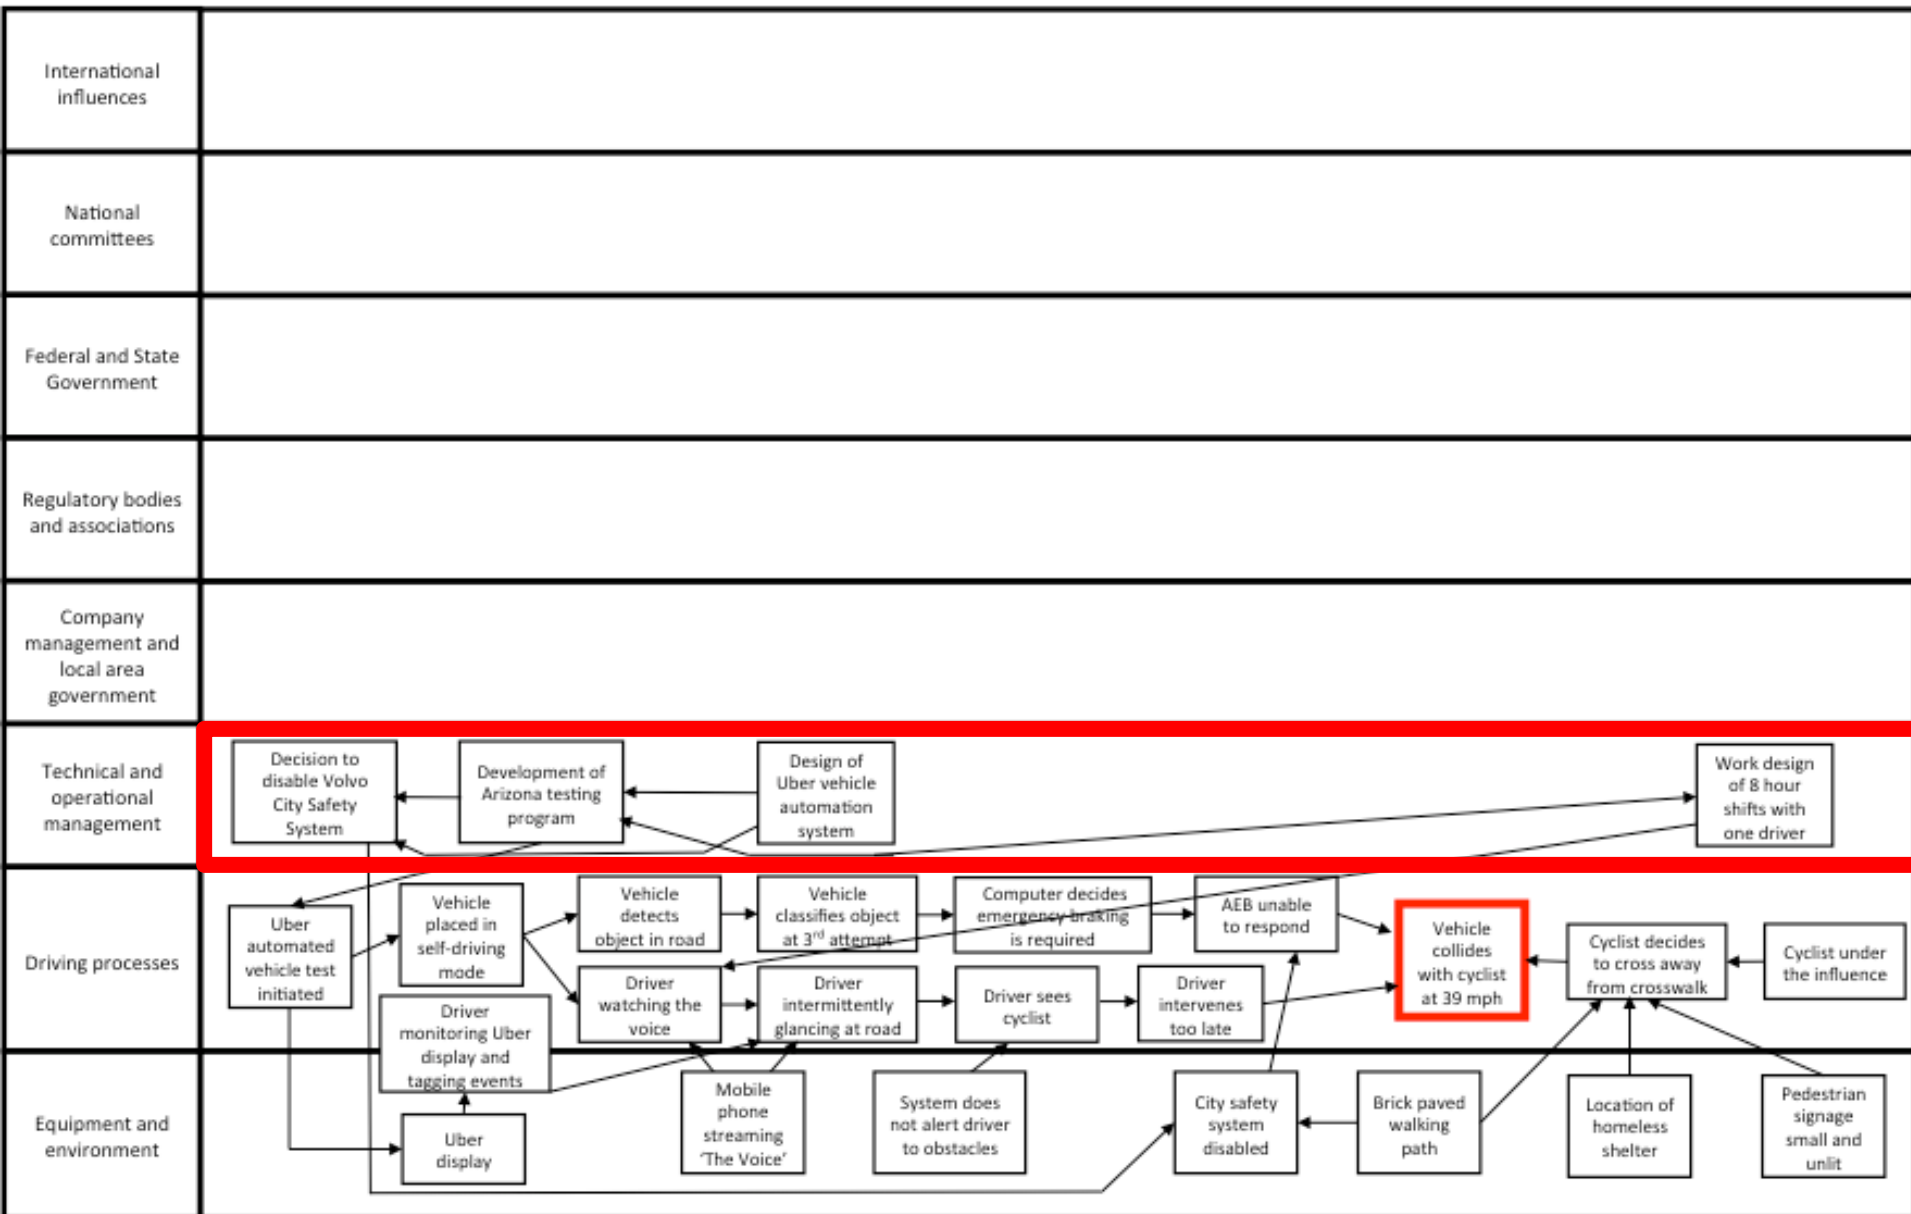 International
influences
National
committees
Federal and State
Government
Regulatory bodies
and associations
Company
management and
local area
government
Technical and
operational
management
Decision to
disable Volvo
City Safety
System
Development of
Arizona testing
program
Design of
Uber vehicle
automation
system
Work design
of 8 hour
shifts with
one driver
Driving processes
Uber
automated
vehicle test
initiated
Vehicle
placed in
self-driving
mode
Vehicle
detects
object in road
Vehicle
classifies object
at 3rd attempt
Computer decides
emergency braking
is required
AEB unable
to respond
Vehicle
collides
with cyclist
at 39 mph
Cyclist decides
to cross away
from crosswalk
Cyclist under
the influence
Driver
monitoring Uber
display and
tagging events
Driver
watching the
voice
Driver
intermittently
glancing at road
Driver sees
cyclist
Driver
intervenes
too late
Equipment and
environment
Uber
display
Mobile
phone
streaming
'The Voice'
System does
not alert driver
to obstacles
City safety
system
disabled
Brick paved
walking
path
Location of
homeless
shelter
Pedestrian
signage
small and
unlit